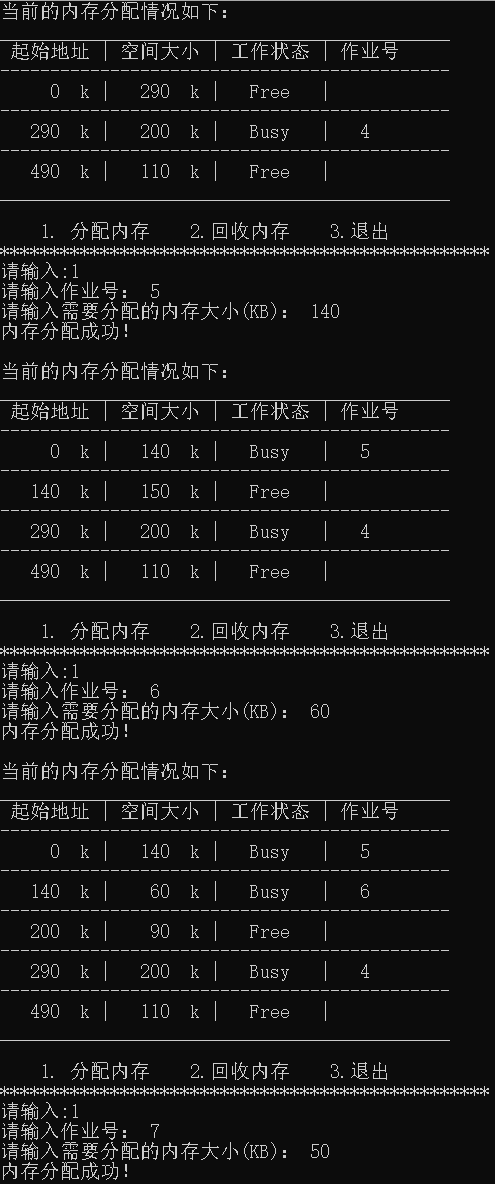 当前的内存分配情况如下:
起始地址 | 空间大小 | 工作状态 | 作业号
0 k | 290 k | Free |
290 k | 200 k | Busy | 4
490 k | 110 k | Free |
1. 分配内存 2.回收内存 3.退出
*************************************************
请输入:1
请输入作业号: 5
请输入需要分配的内存大小(KB): 140
内存分配成功!
当前的内存分配情况如下:
起始地址 | 空间大小 | 工作状态 | 作业号
0 k | 140 k | Busy | 5
140 k | 150 k | Free |
290 k | 200 k | Busy | 4
490 k | 110 k | Free |
1. 分配内存 2.回收内存 3.退出
*************************************************
请输入:1
请输入作业号: 6
请输入需要分配的内存大小(KB): 60
内存分配成功!
当前的内存分配情况如下:
起始地址 | 空间大小 | 工作状态 | 作业号
0 k | 140 k | Busy | 5
140 k | 60 k | Busy | 6
200 k | 90 k | Free |
290 k | 200 k | Busy | 4
490 k | 110 k | Free |
1. 分配内存 2.回收内存 3.退出
*************************************************
请输入:1
请输入作业号: 7
请输入需要分配的内存大小(KB): 50
内存分配成功!